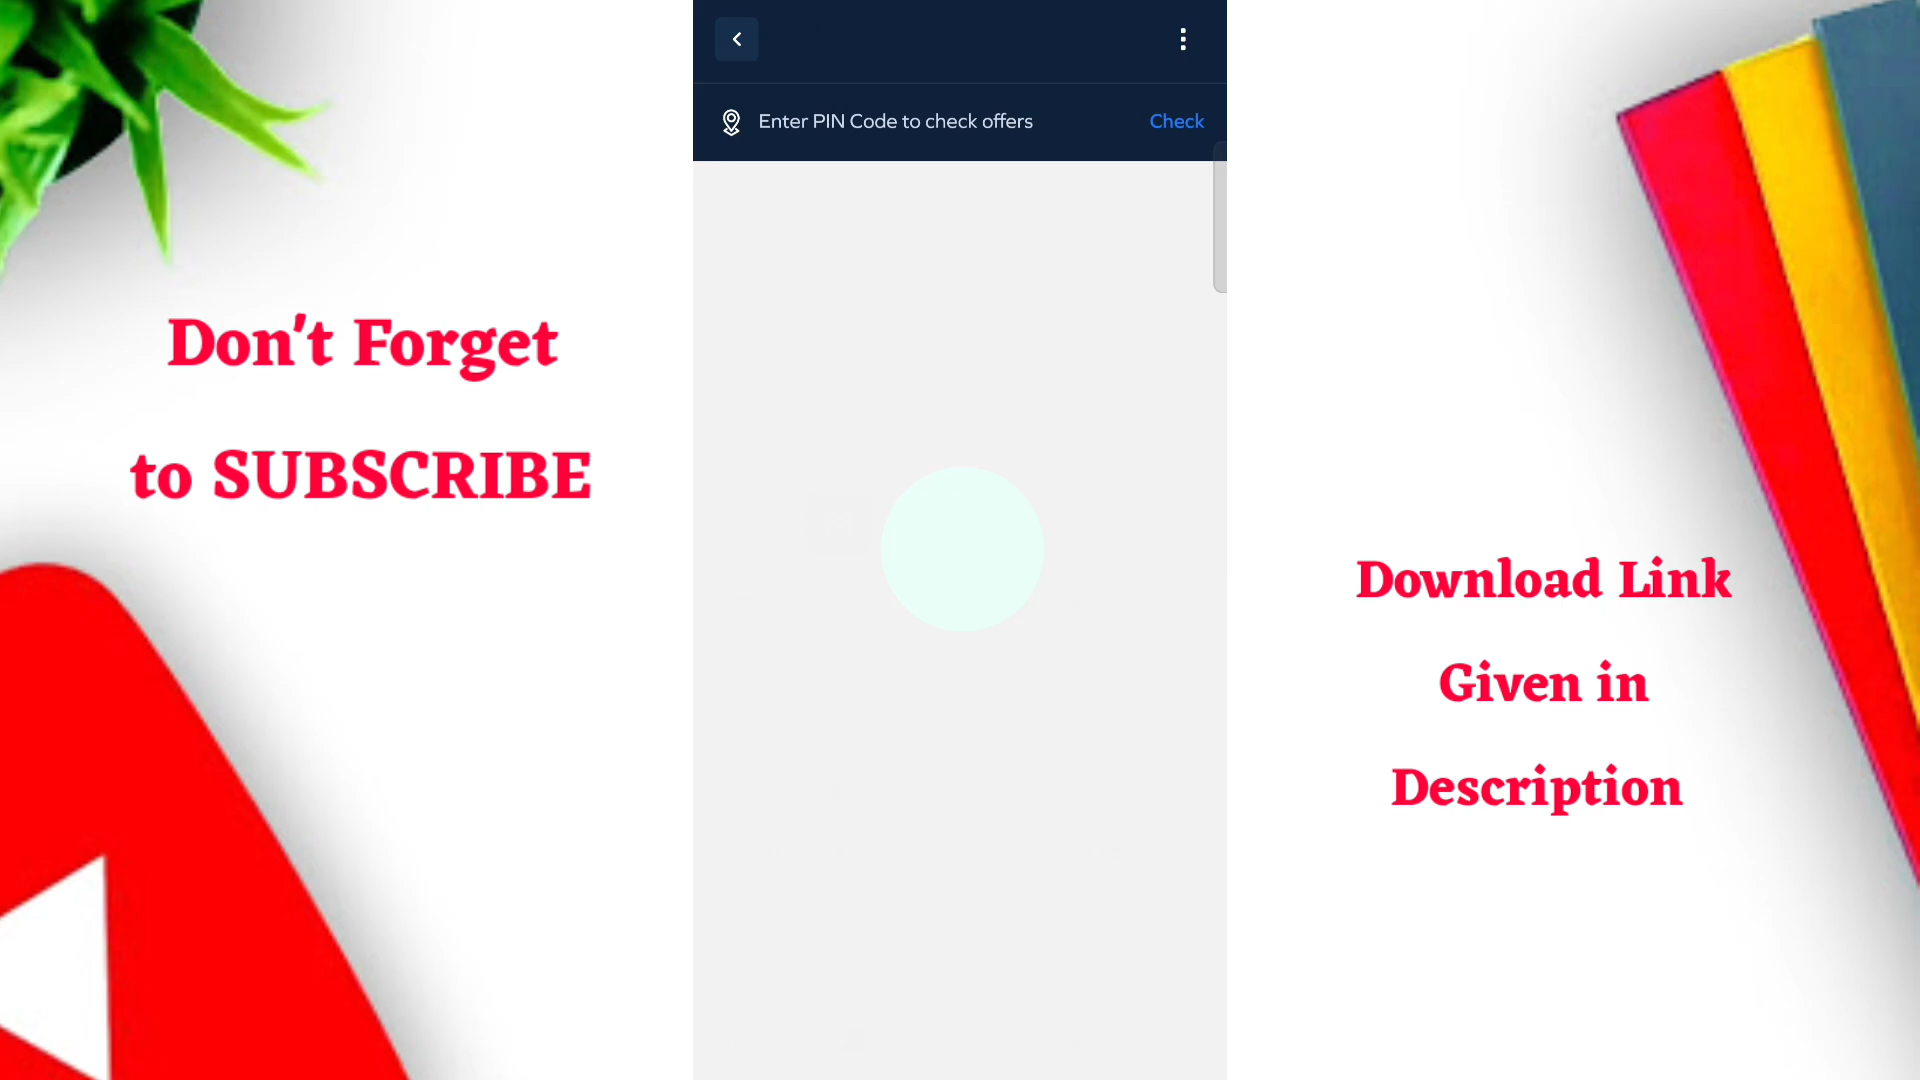 Enter PIN Code to check offers
Check
Don't Forget
to SUBSCRIBE
Download Link
Given in
Description